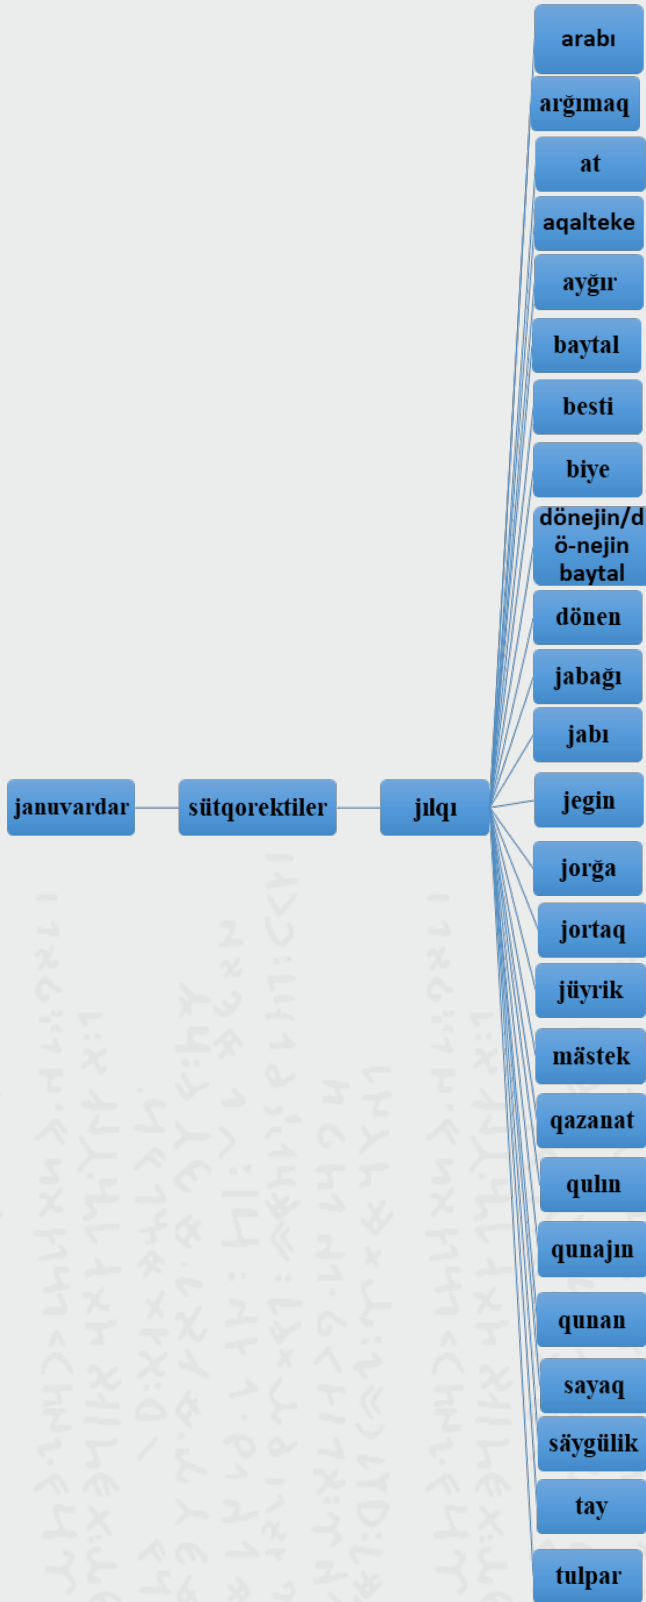 januvardar
sütqorektiler
jılqı
arabı
arğımaq
at
aqalteke
ayğır
baytal
besti
biye
dönejin/d
ö-nejin
baytal
dönen
jabağı
jabı
jegin
jorğa
jortaq
jüyrik
mästek
qazanat
qulın
qunajın
qunan
sayaq
säygülik
tay
tulpar